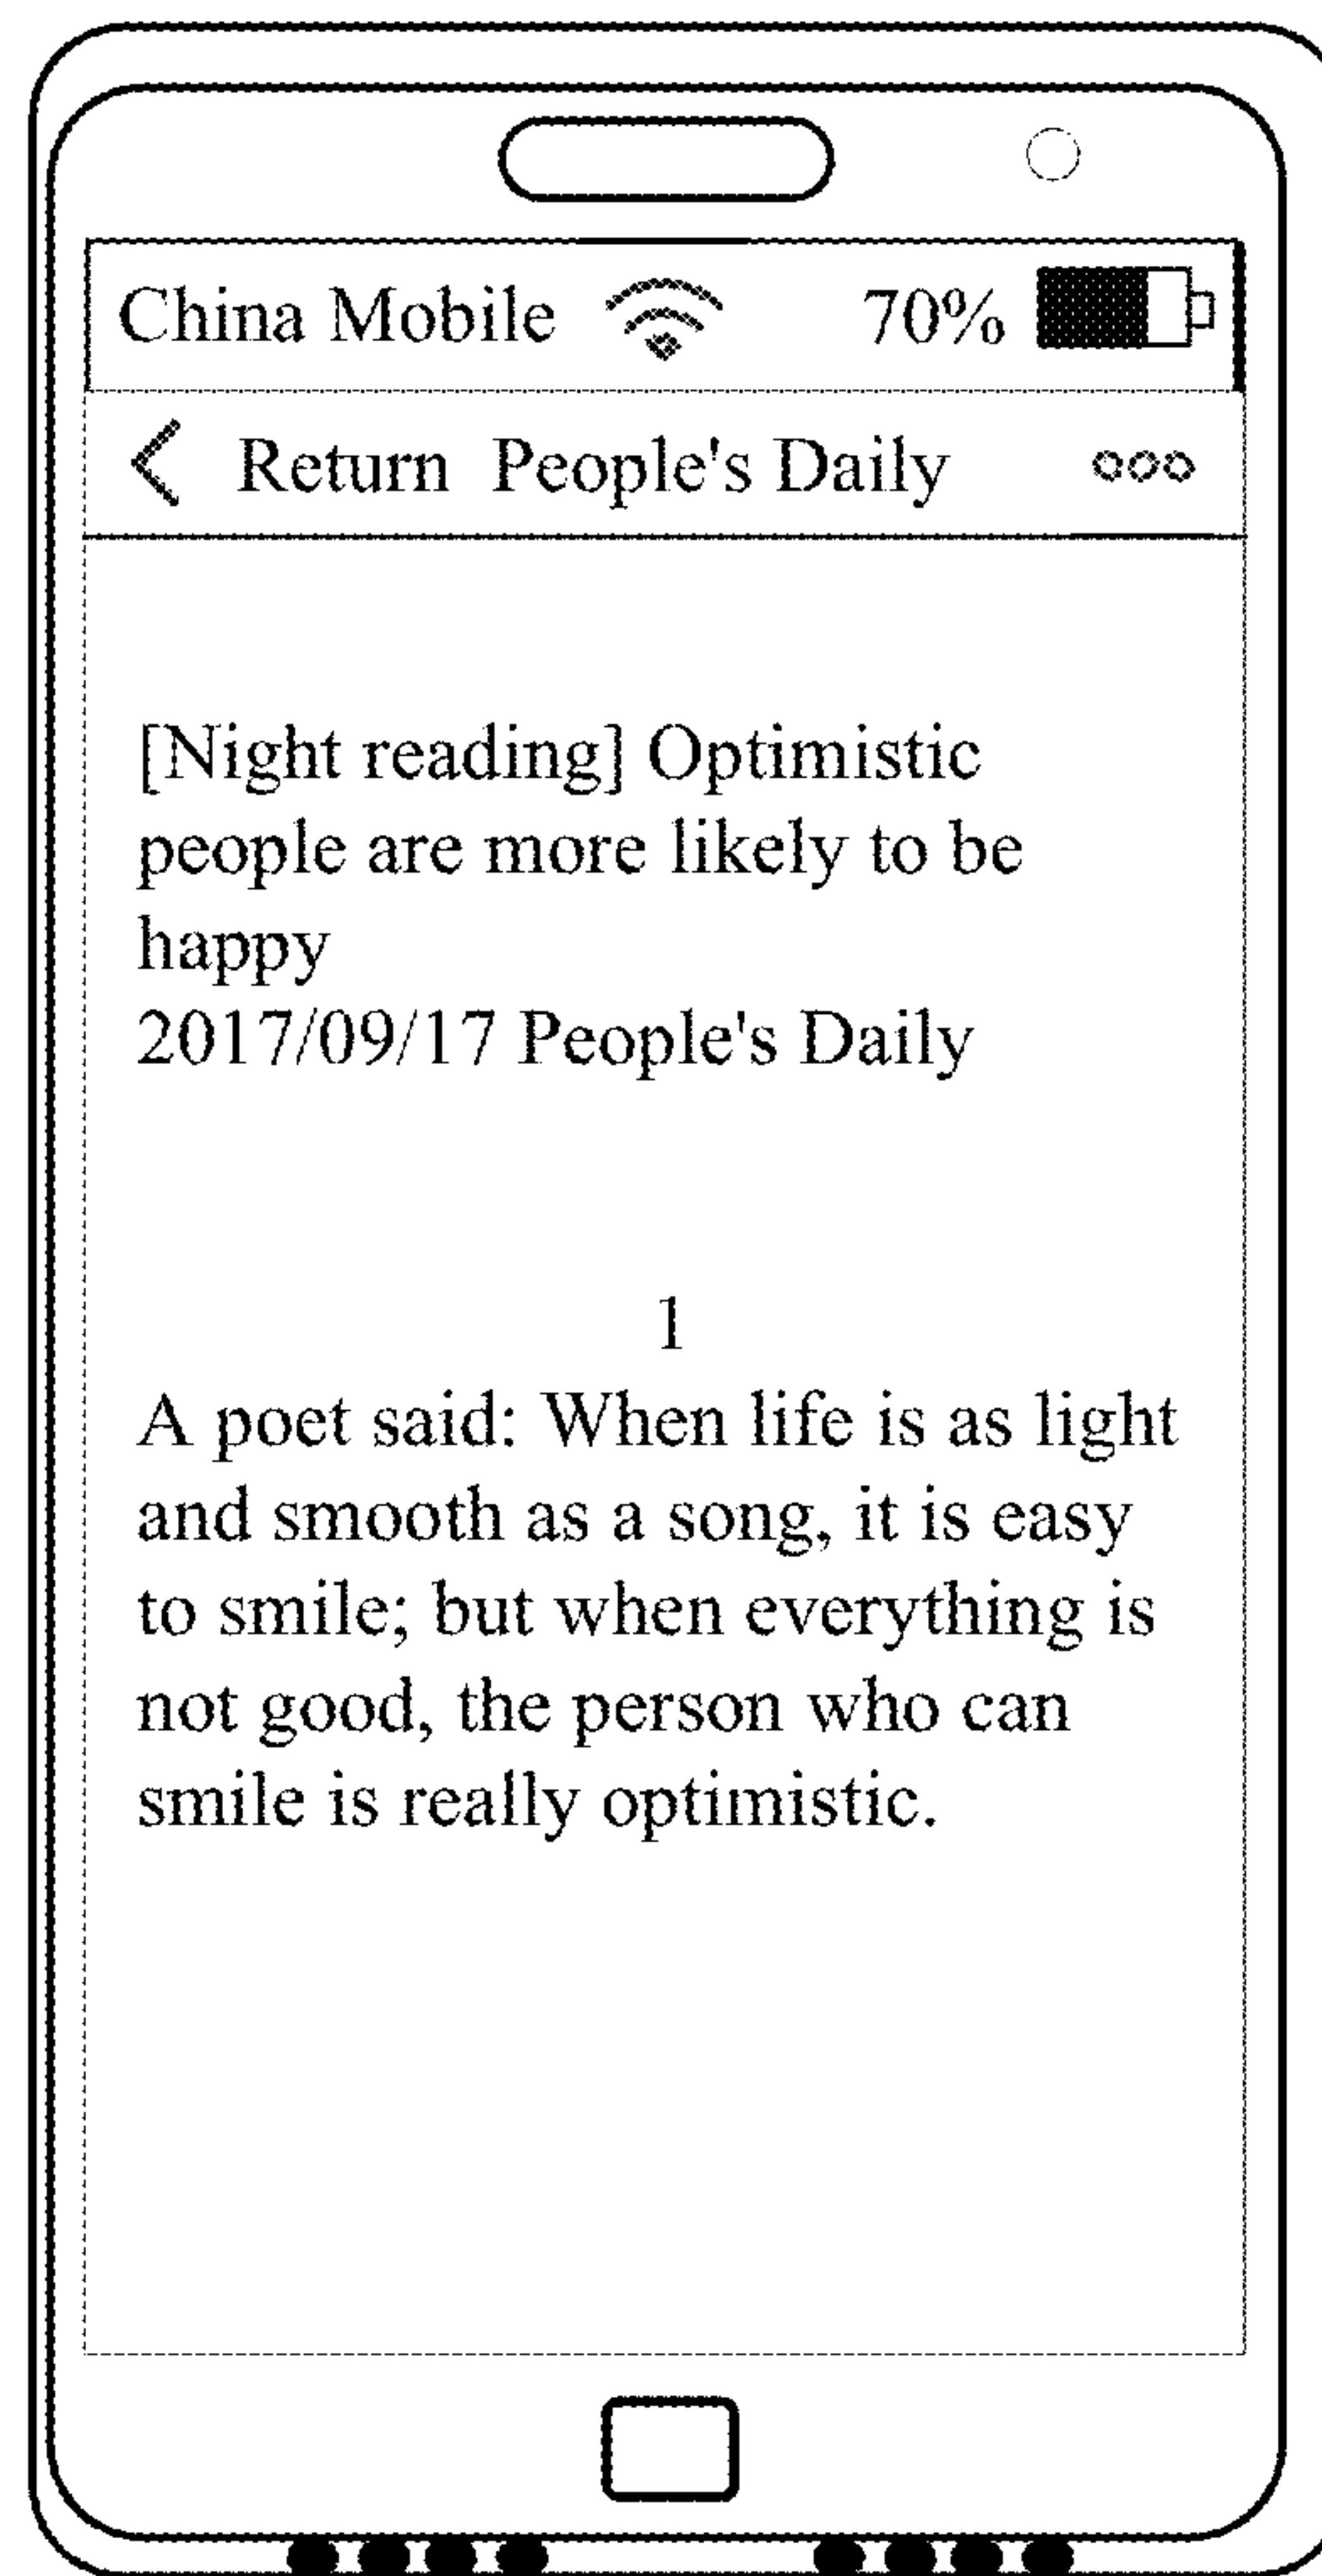 China Mobile 70%
Return People's Daily
[Night reading] Optimistic
people are more likely to be
happy
2017/09/17 People's Daily
1
A poet said: When life is as light
and smooth as a song, it is easy
to smile; but when everything is
not good, the person who can
smile is really optimistic.